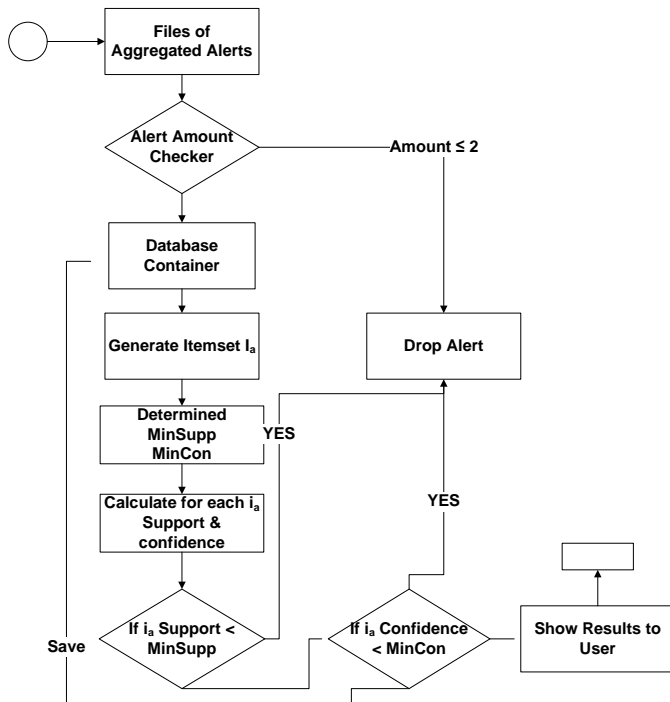 Files of
Aggregated Alerts
Alert Amount
Checker
Amount ≤ 2
Database
Container
Generate Itemset Iₐ
Drop Alert
Determined
MinSupp
MinCon
YES
Calculate for each iₐ
Support &
confidence
YES
If iₐ Support <
MinSupp
If iₐ Confidence
< MinCon
Show Results to
User
Save